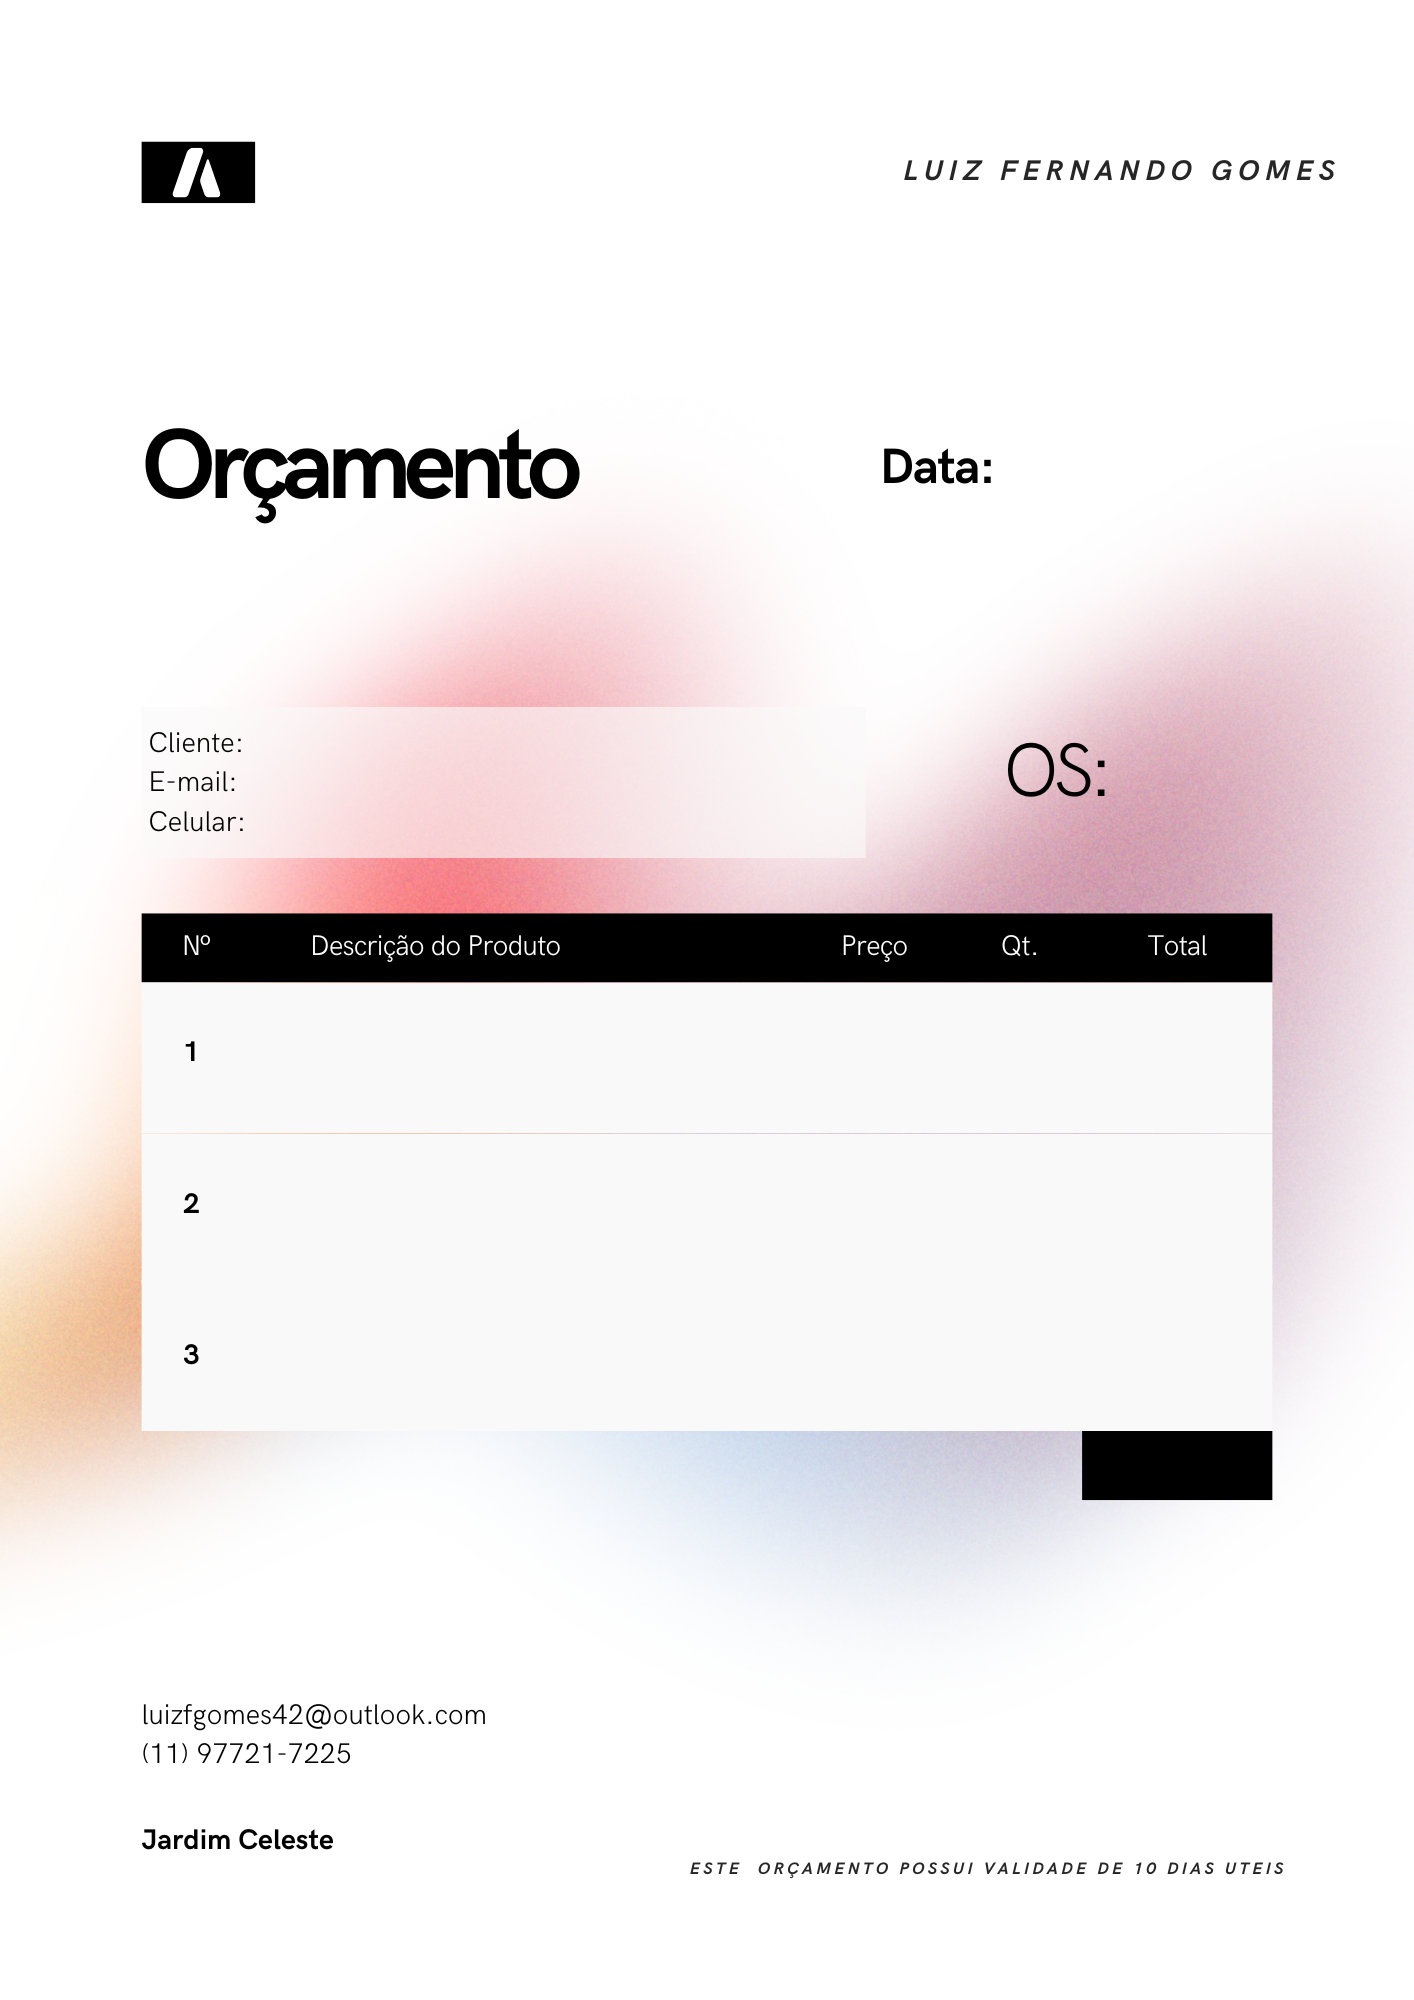 LUIZ FERNANDO GOMES
Orçamento
Data:
Cliente:
E-mail:
Celular:
OS:
Nº Descrição do Produto Preço Qt. Total
1
2
3
luizfgomes42@outlook.com
(11) 97721-7225
Jardim Celeste
ESTE ORÇAMENTO POSSUI VALIDADE DE 10 DIAS UTEIS